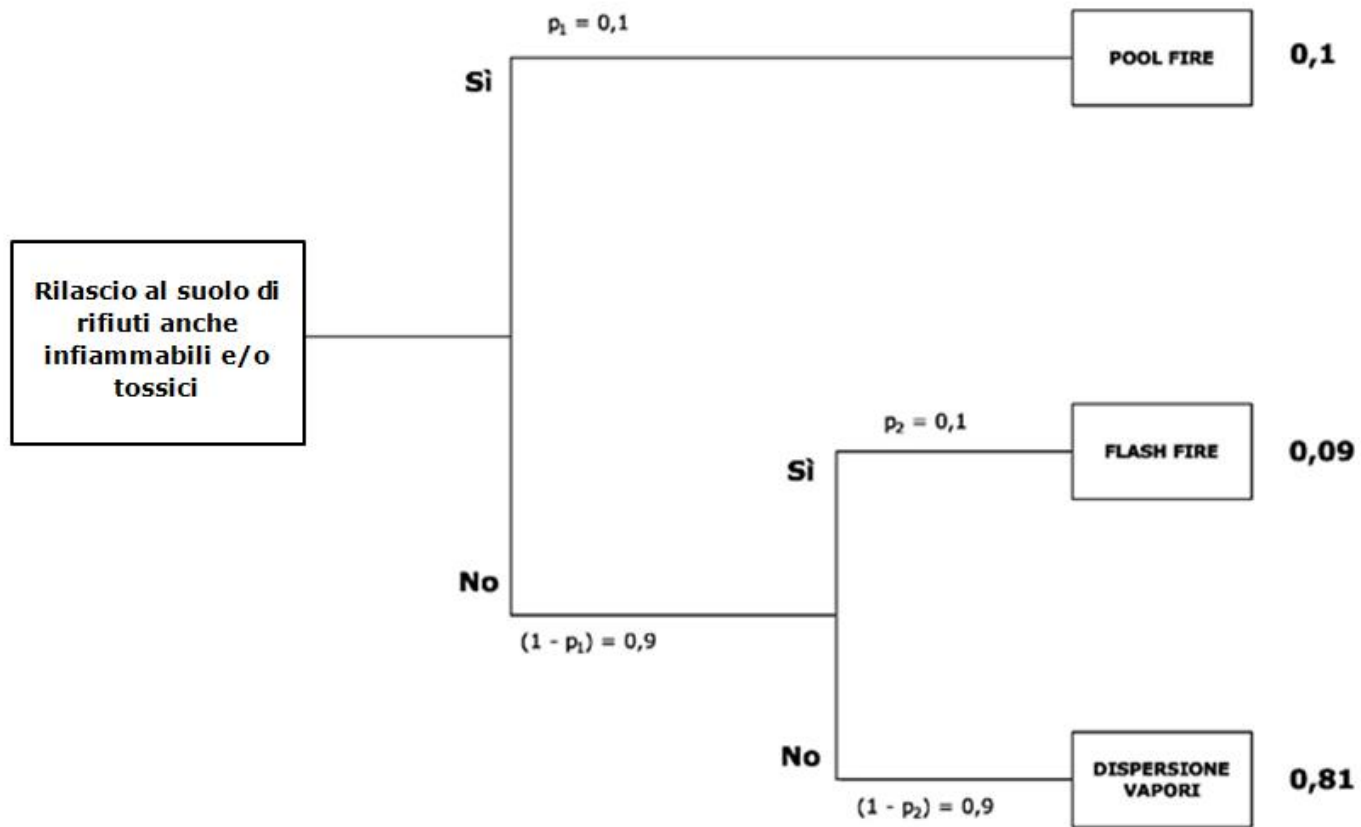 p₁ = 0,1
Sì
POOL FIRE
0,1
Rilascio al suolo di
rifiuti anche
infiammabili e/o
tossici
p₂ = 0,1
Sì
FLASH FIRE
0,09
No
(1 - p₁) = 0,9
No
DISPERSIONE
VAPORI
0,81
(1 - p₂) = 0,9